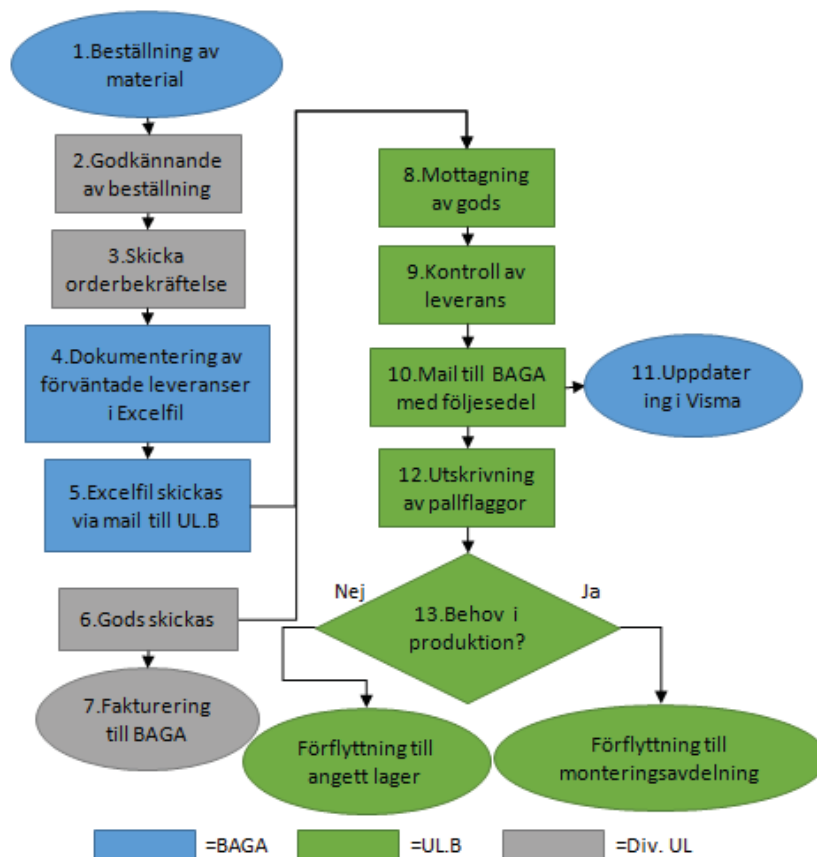 1.Beställning av
material
2.Godkännande
av beställning
3.Skicka
orderbekräftelse
4.Dokumentering av
förväntade leveranser
i Excelfil
5.Excelfil skickas
via mail till UL.B
6.Gods skickas
7.Fakturering
till BAGA
8.Mottagning
av gods
9.Kontroll av
leverans
10.Mail till BAGA
med följesedel
11.Uppdater
ing i Visma
12.Utskrivning
av pallflaggor
Nej
Ja
13.Behov i
produktion?
Förflyttning till
angett lager
Förflyttning till
monteringsavdelning
=BAGA
=UL.B
=Div. UL